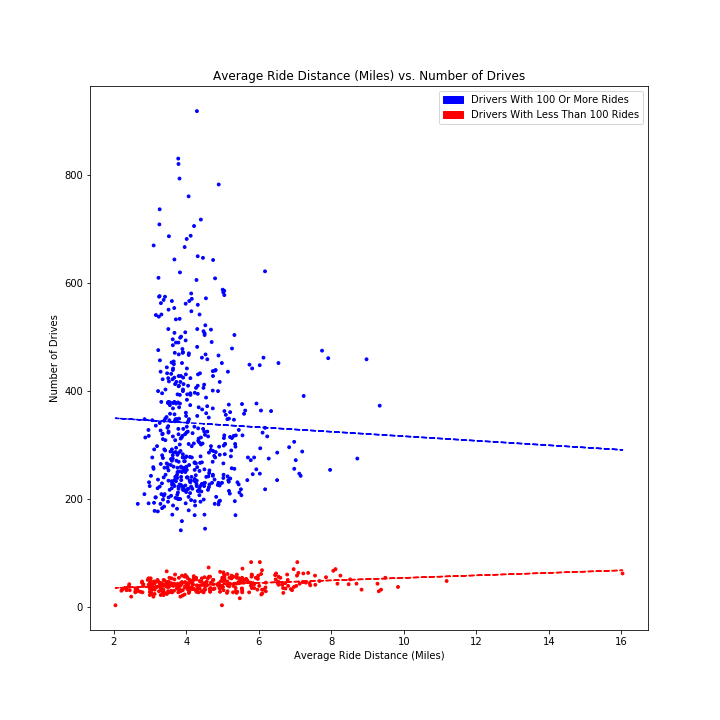 Average Ride Distance (Miles) vs. Number of Drives
Drivers With 100 Or More Rides
Drivers With Less Than 100 Rides
Number of Drives
800
600
400
200
0
2 4 6 8 10 12 14 16
Average Ride Distance (Miles)